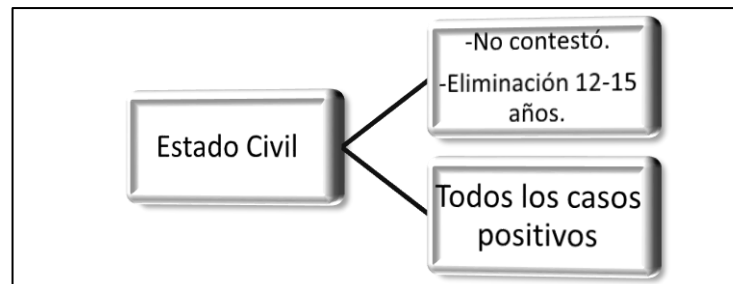 -No contestó.
-Eliminación 12-15
años.
Estado Civil
Todos los casos
positivos